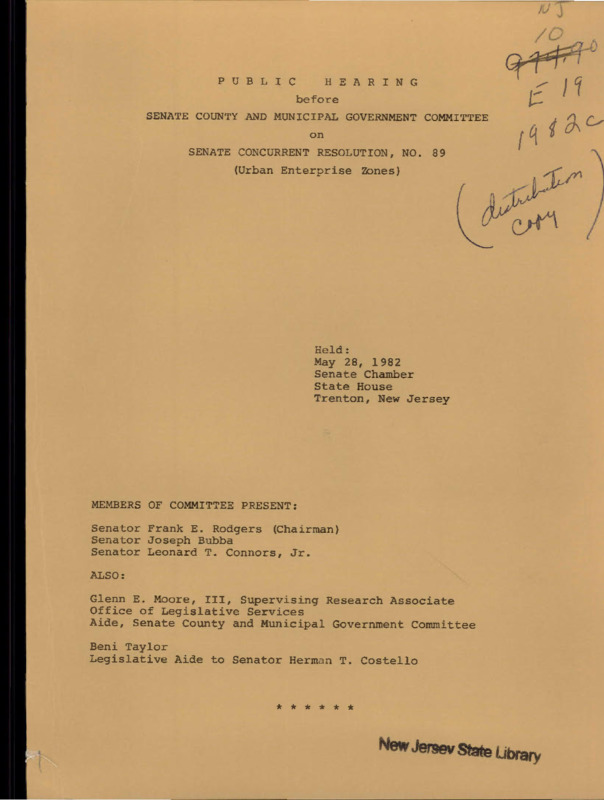 NJ
10
974.90
E 19
1982c
(distribution
copy)
PUBLIC HEARING
before
SENATE COUNTY AND MUNICIPAL GOVERNMENT COMMITTEE
on
SENATE CONCURRENT RESOLUTION, NO. 89
(Urban Enterprise Zones)
Held:
May 28, 1982
Senate Chamber
State House
Trenton, New Jersey
MEMBERS OF COMMITTEE PRESENT:
Senator Frank E. Rodgers (Chairman)
Senator Joseph Bubba
Senator Leonard T. Connors, Jr.
ALSO:
Glenn E. Moore, III, Supervising Research Associate
Office of Legislative Services
Aide, Senate County and Municipal Government Committee
Beni Taylor
Legislative Aide to Senator Herman T. Costello
* * * * * *
New Jersey State Library